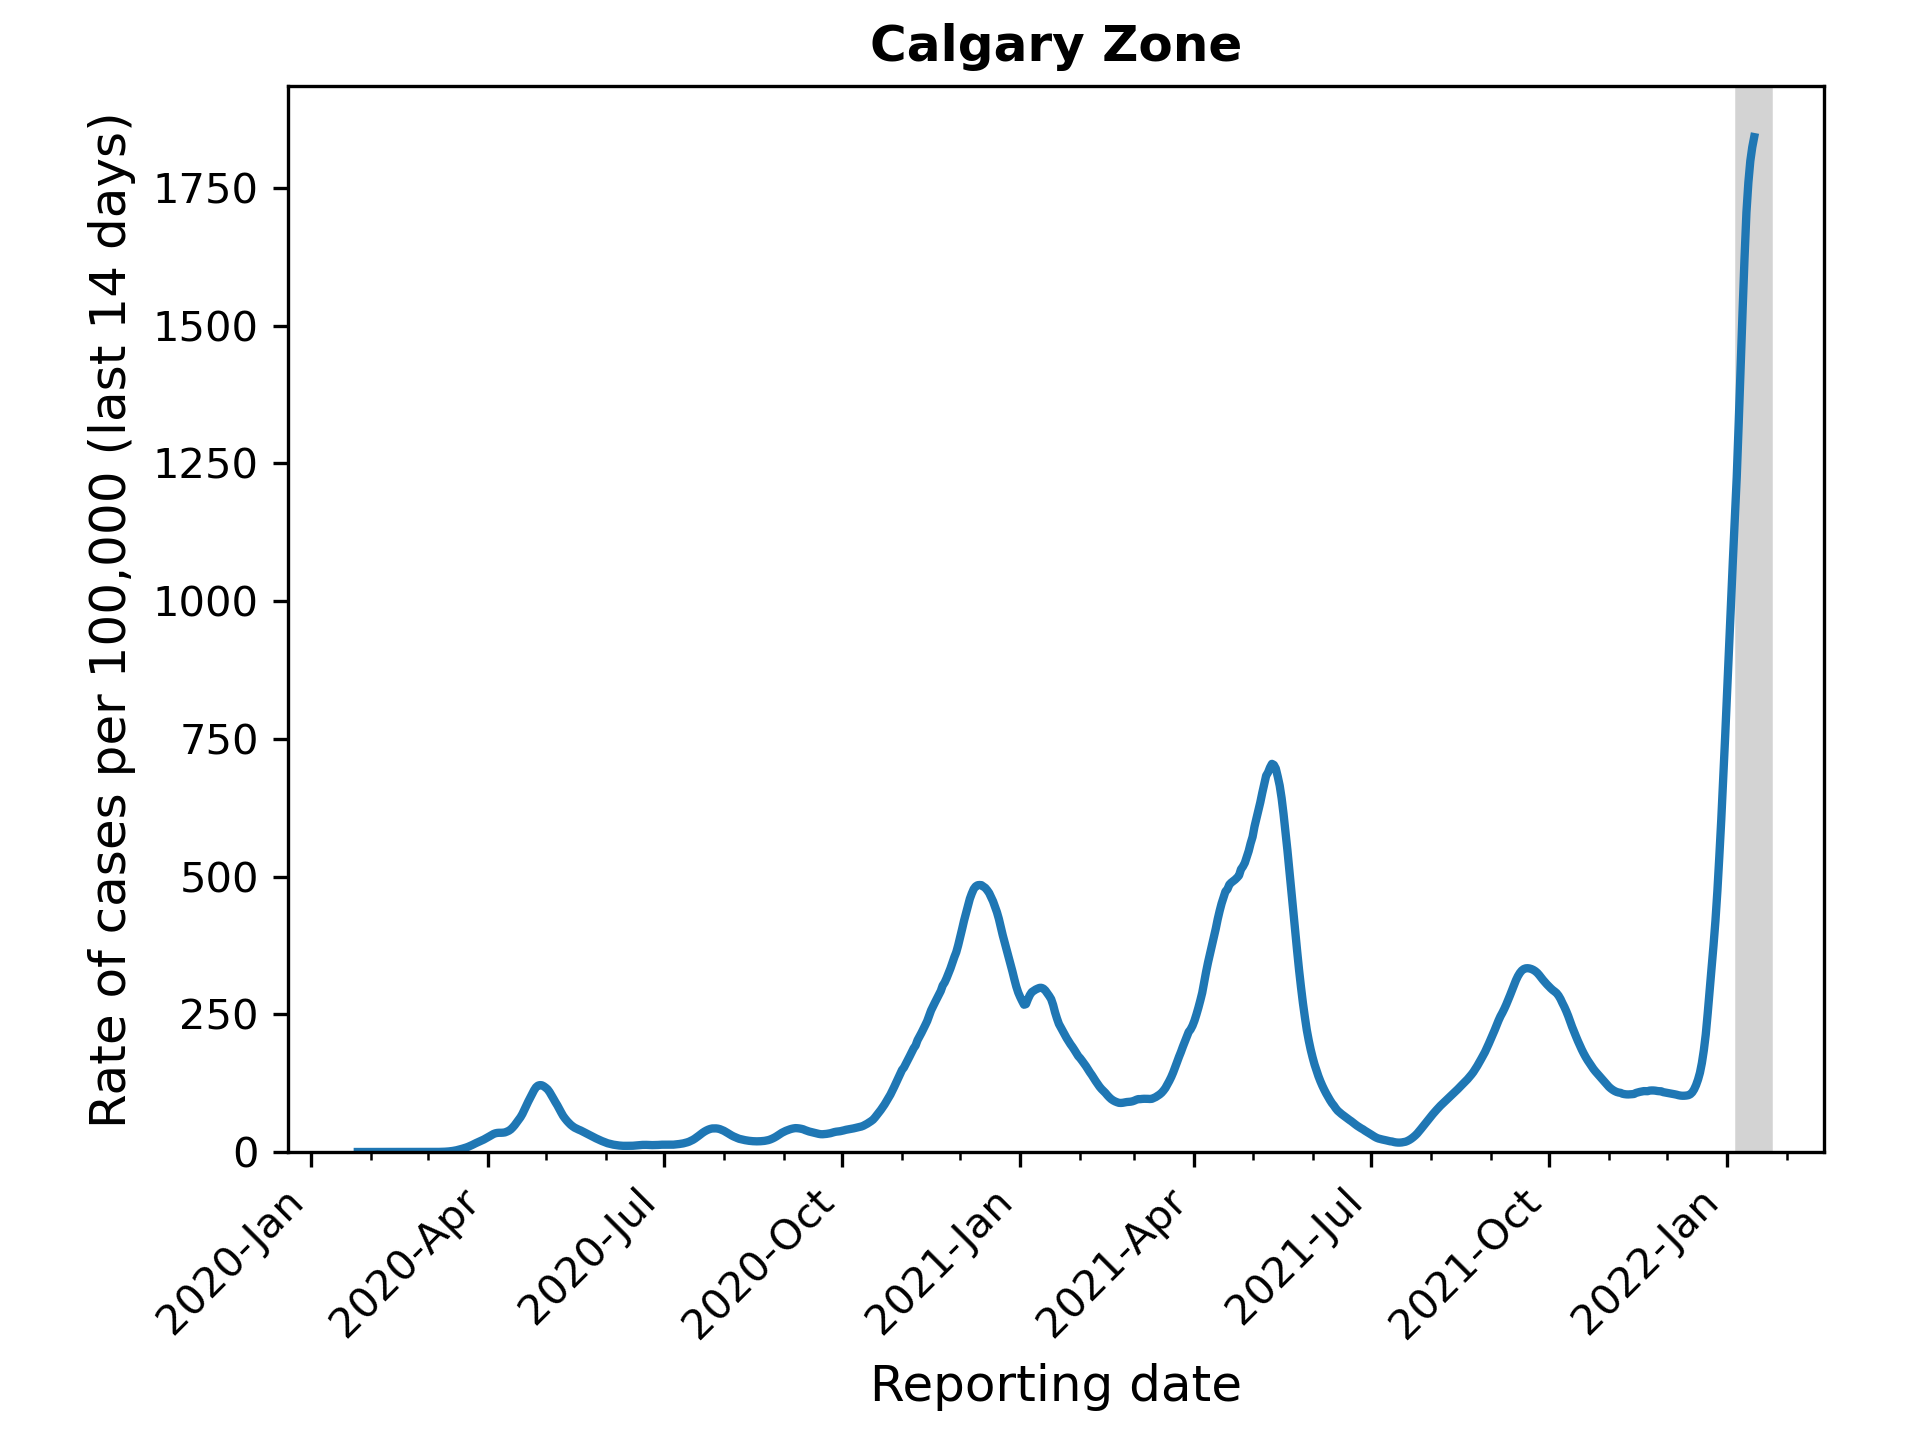 Calgary Zone
Rate of cases per 100,000 (last 14 days)
1750
1500
1250
1000
750
500
250
0
2020-Jan
2020-Apr
2020-Jul
2020-Oct
2021-Jan
2021-Apr
2021-Jul
2021-Oct
2022-Jan
Reporting date